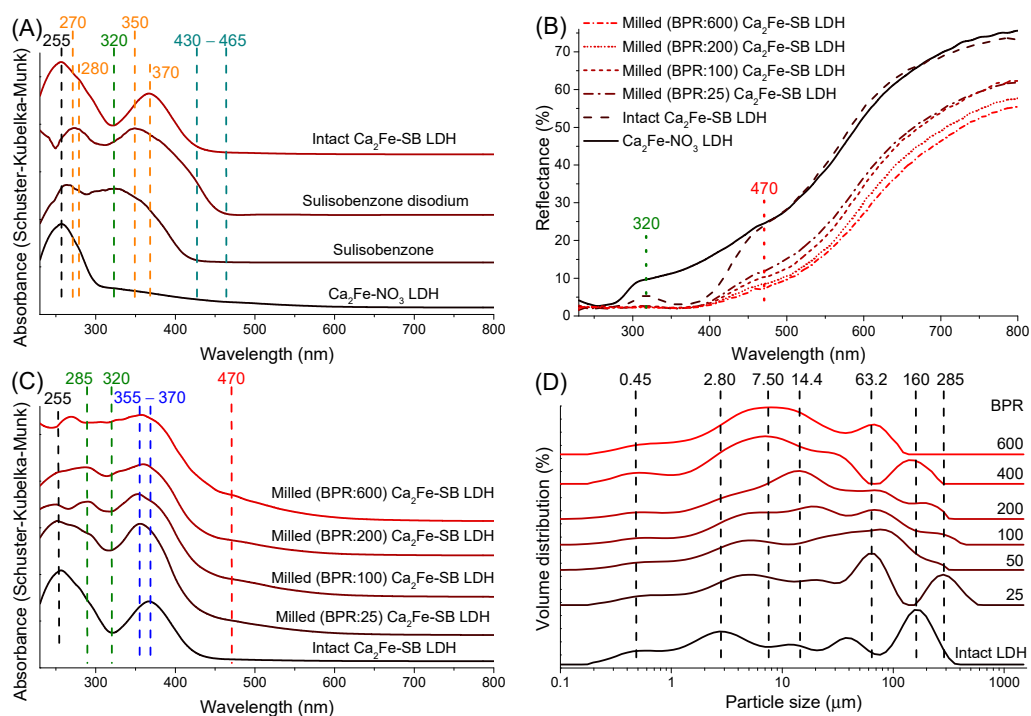 (A)
270
350
255
320
430 – 465
280
370
Intact Ca₂Fe-SB LDH
Sulisobenzone disodium
Sulisobenzone
Ca₂Fe-NO₃ LDH
Absorbance (Schuster-Kubelka-Munk)
300 400 500 600 700 800
Wavelength (nm)
(B)
Milled (BPR:600) Ca₂Fe-SB LDH
Milled (BPR:200) Ca₂Fe-SB LDH
Milled (BPR:100) Ca₂Fe-SB LDH
Milled (BPR:25) Ca₂Fe-SB LDH
Intact Ca₂Fe-SB LDH
Ca₂Fe-NO₃ LDH
470
320
75
70
60
50
40
30
20
10
0
Reflectance (%)
300 400 500 600 700 800
Wavelength (nm)
(C)
285 320
255
355 – 370
470
Milled (BPR:600) Ca₂Fe-SB LDH
Milled (BPR:200) Ca₂Fe-SB LDH
Milled (BPR:100) Ca₂Fe-SB LDH
Milled (BPR:25) Ca₂Fe-SB LDH
Intact Ca₂Fe-SB LDH
Absorbance (Schuster-Kubelka-Munk)
300 400 500 600 700 800
Wavelength (nm)
(D)
0.45 2.80 7.50 14.4 63.2 160 285
BPR
600
400
200
100
50
25
Intact LDH
Volume distribution (%)
0.1 1 10 100 1000
Particle size (μm)